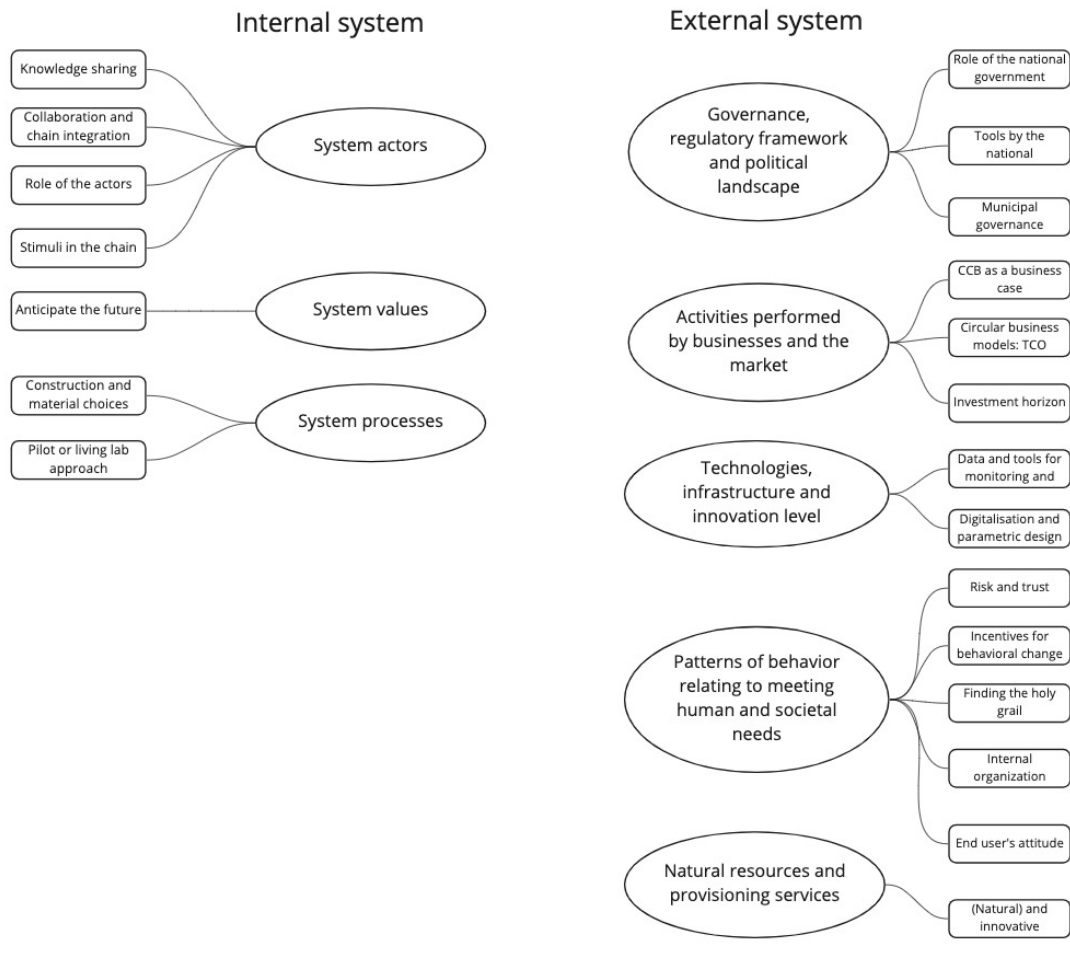 Internal system
Knowledge sharing
Collaboration and
chain integration
Role of the actors
Stimuli in the chain
System actors
Anticipate the future
System values
Construction and
material choices
Pilot or living lab
approach
System processes
External system
Governance,
regulatory framework
and political
landscape
Role of the national
government
Tools by the
national
Municipal
governance
Activities performed
by businesses and the
market
CCB as a business
case
Circular business
models: TCO
Investment horizon
Technologies,
infrastructure and
innovation level
Data and tools for
monitoring and
Digitalisation and
parametric design
Patterns of behavior
relating to meeting
human and societal
needs
Risk and trust
Incentives for
behavioral change
Finding the holy
grail
Internal
organization
End user's attitude
Natural resources and
provisioning services
(Natural) and
innovative